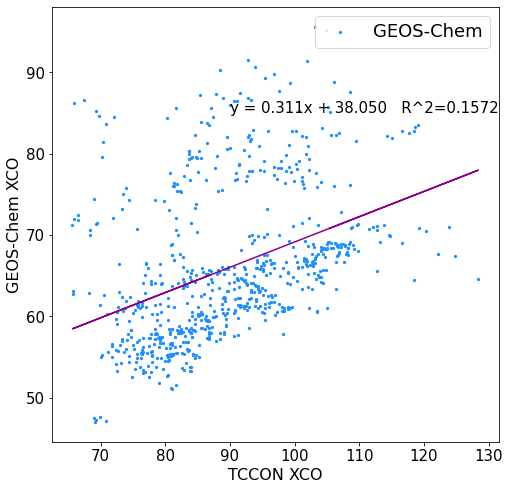 GEOS-Chem
y = 0.311x + 38.050   R^2=0.1572
90
80
70
60
50
GEOS-Chem XCO
70 80 90 100 110 120 130
TCCON XCO